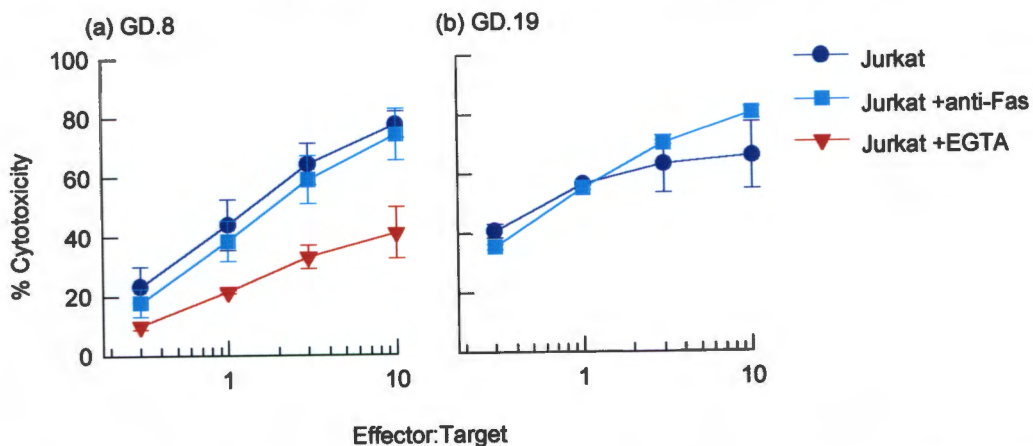 (a) GD.8
(b) GD.19
Jurkat
Jurkat +anti-Fas
Jurkat +EGTA
% Cytotoxicity
100
80
60
40
20
0
1
10
1
10
Effector:Target